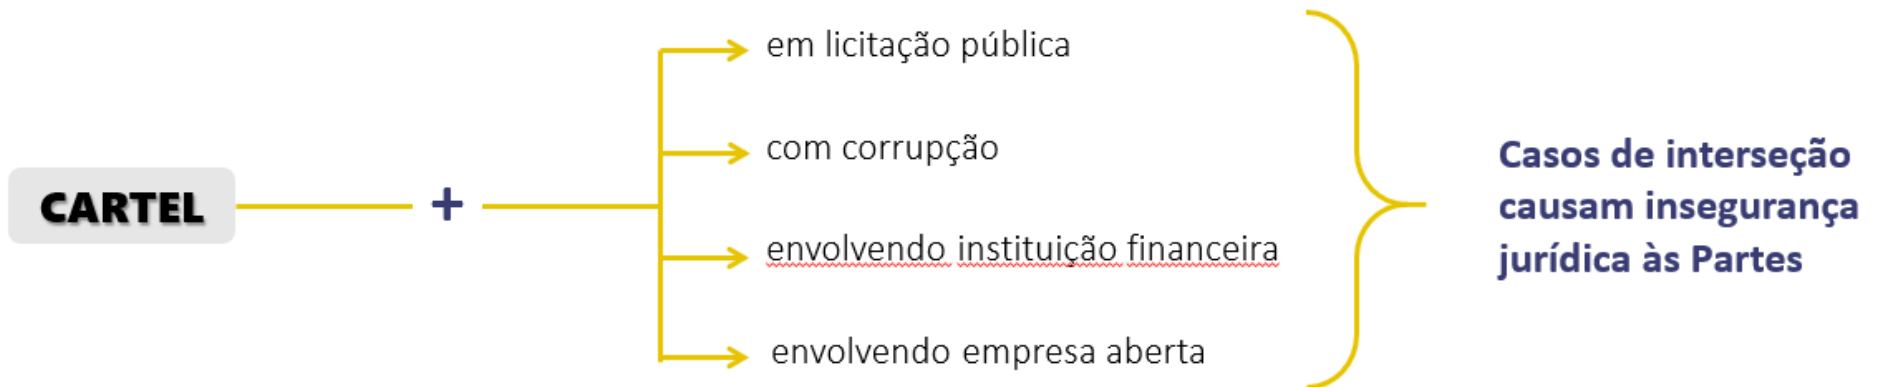 em licitação pública
com corrupção
CARTEL
+
envolvendo instituição financeira
envolvendo empresa aberta
Casos de interseção
causam insegurança
jurídica às Partes